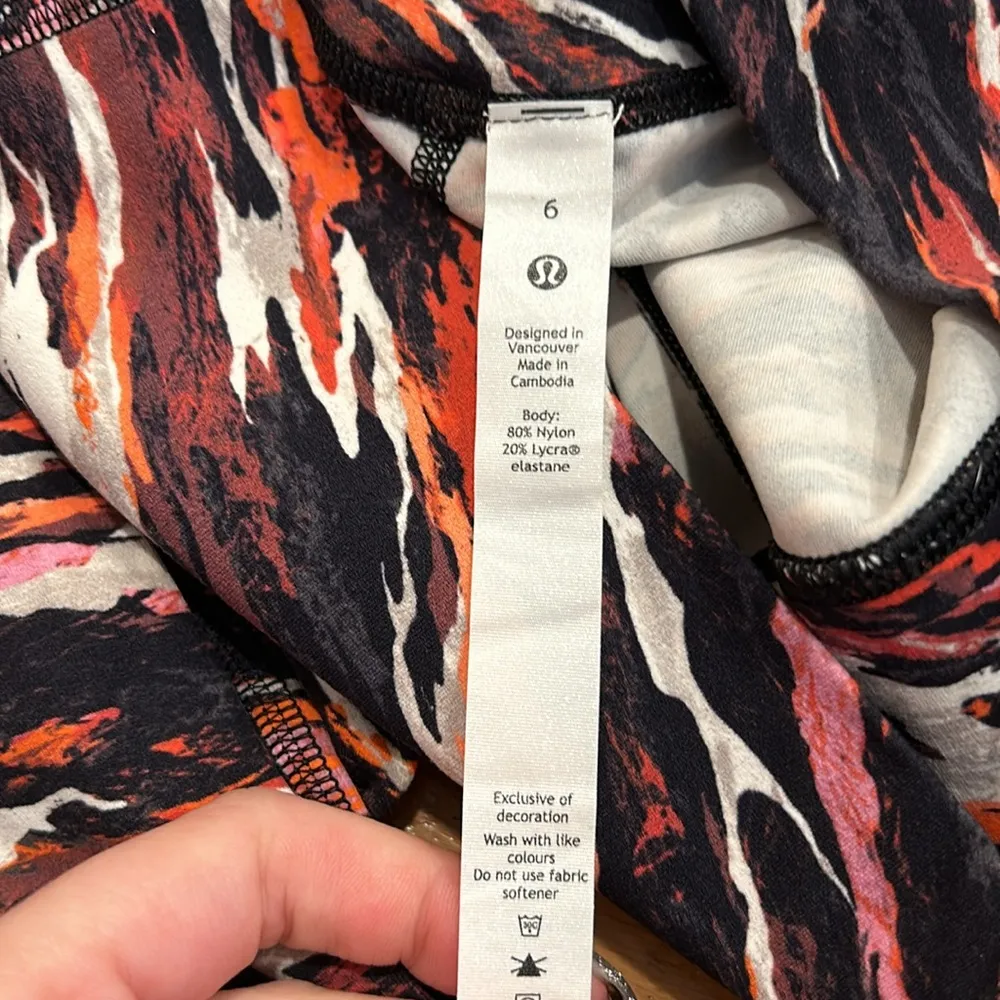 6
Designed in
Vancouver
Made in
Cambodia
Body:
80% Nylon
20% Lycra®
elastane
Exclusive of
decoration
Wash with like
colours
Do not use fabric
softener
30C